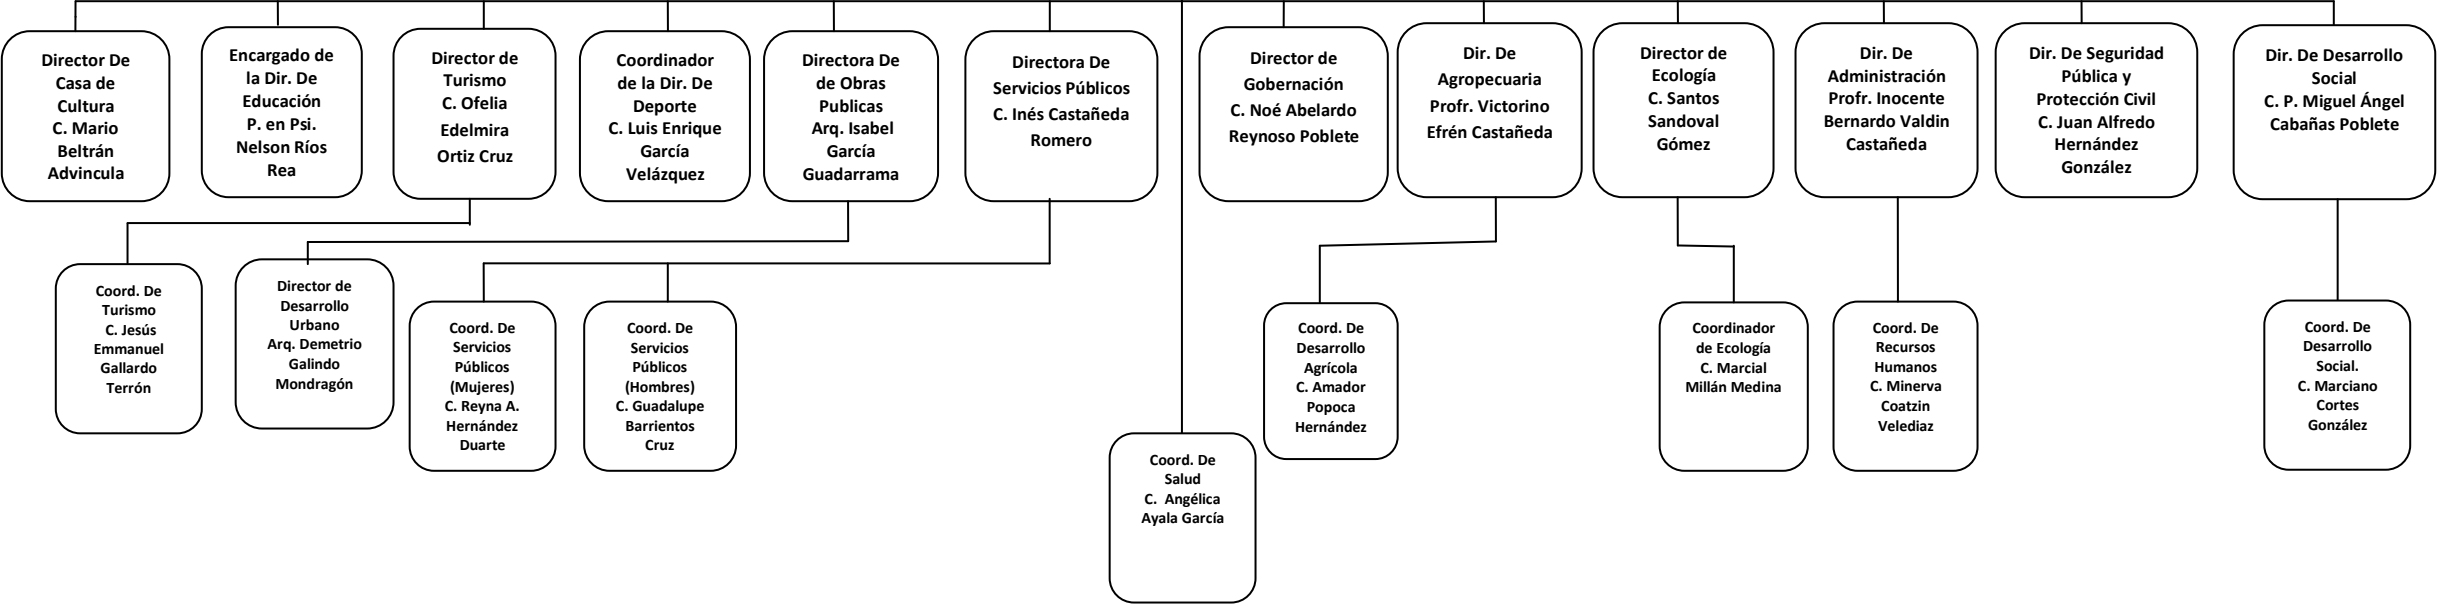 Director De
Casa de
Cultura
C. Mario
Beltrán
Advincula
Encargado de
la Dir. De
Educación
P. en Psi.
Nelson Ríos
Rea
Director de
Turismo
C. Ofelia
Edelmira
Ortiz Cruz
Coordinador
de la Dir. De
Deporte
C. Luis Enrique
García
Velázquez
Directora De
de Obras
Publicas
Arq. Isabel
García
Guadarrama
Directora De
Servicios Públicos
C. Inés Castañeda
Romero
Director de
Gobernación
C. Noé Abelardo
Reynoso Poblete
Dir. De
Agropecuaria
Profr. Victorino
Efrén Castañeda
Director de
Ecología
C. Santos
Sandoval
Gómez
Dir. De
Administración
Profr. Inocente
Bernardo Valdin
Castañeda
Dir. De Seguridad
Pública y
Protección Civil
C. Juan Alfredo
Hernández
González
Dir. De Desarrollo
Social
C. P. Miguel Ángel
Cabañas Poblete
Coord. De
Turismo
C. Jesús
Emmanuel
Gallardo
Terrón
Director de
Desarrollo
Urbano
Arq. Demetrio
Galindo
Mondragón
Coord. De
Servicios
Públicos
(Mujeres)
C. Reyna A.
Hernández
Duarte
Coord. De
Servicios
Públicos
(Hombres)
C. Guadalupe
Barrientos
Cruz
Coord. De
Salud
C. Angélica
Ayala García
Coord. De
Desarrollo
Agrícola
C. Amador
Popoca
Hernández
Coordinador
de Ecología
C. Marcial
Millán Medina
Coord. De
Recursos
Humanos
C. Minerva
Coatzin
Velediaz
Coord. De
Desarrollo
Social.
C. Marciano
Cortes
González